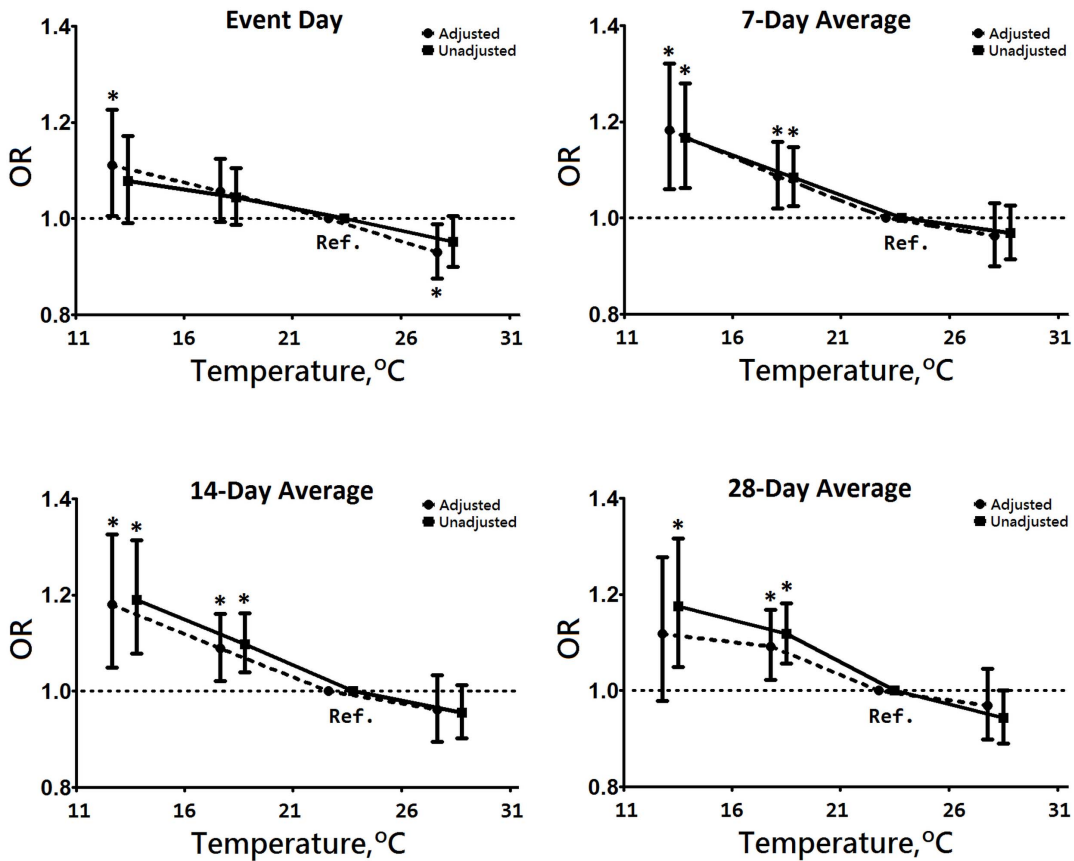 Event Day
Adjusted
Unadjusted
OR
1.4
1.2
1.0
0.8
*
*
Ref.
11 16 21 26 31
Temperature,°C
7-Day Average
Adjusted
Unadjusted
OR
1.4
1.2
1.0
0.8
* *
* *
Ref.
11 16 21 26 31
Temperature,°C
14-Day Average
Adjusted
Unadjusted
OR
1.4
1.2
1.0
0.8
* *
* *
Ref.
11 16 21 26 31
Temperature,°C
28-Day Average
Adjusted
Unadjusted
OR
1.4
1.2
1.0
0.8
*
* *
Ref.
11 16 21 26 31
Temperature,°C